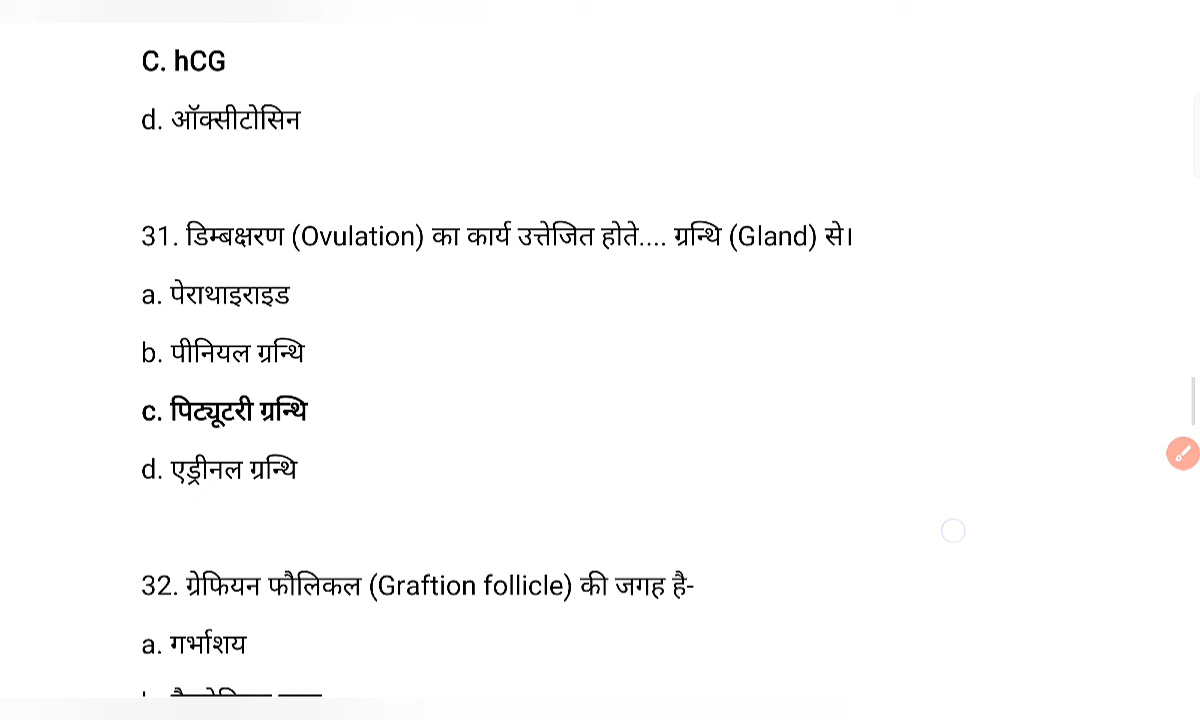 C. hCG
d. ऑक्सीटोसिन
31. डिम्बक्षरण (Ovulation) का कार्य उत्तेजित होते.... ग्रन्थि (Gland) से।
a. पेराथाइराइड
b. पीनियल ग्रन्थि
c. पिट्यूटरी ग्रन्थि
d. एड्रीनल ग्रन्थि
32. ग्रेफियन फौलिकल (Graftion follicle) की जगह है-
a. गर्भाशय